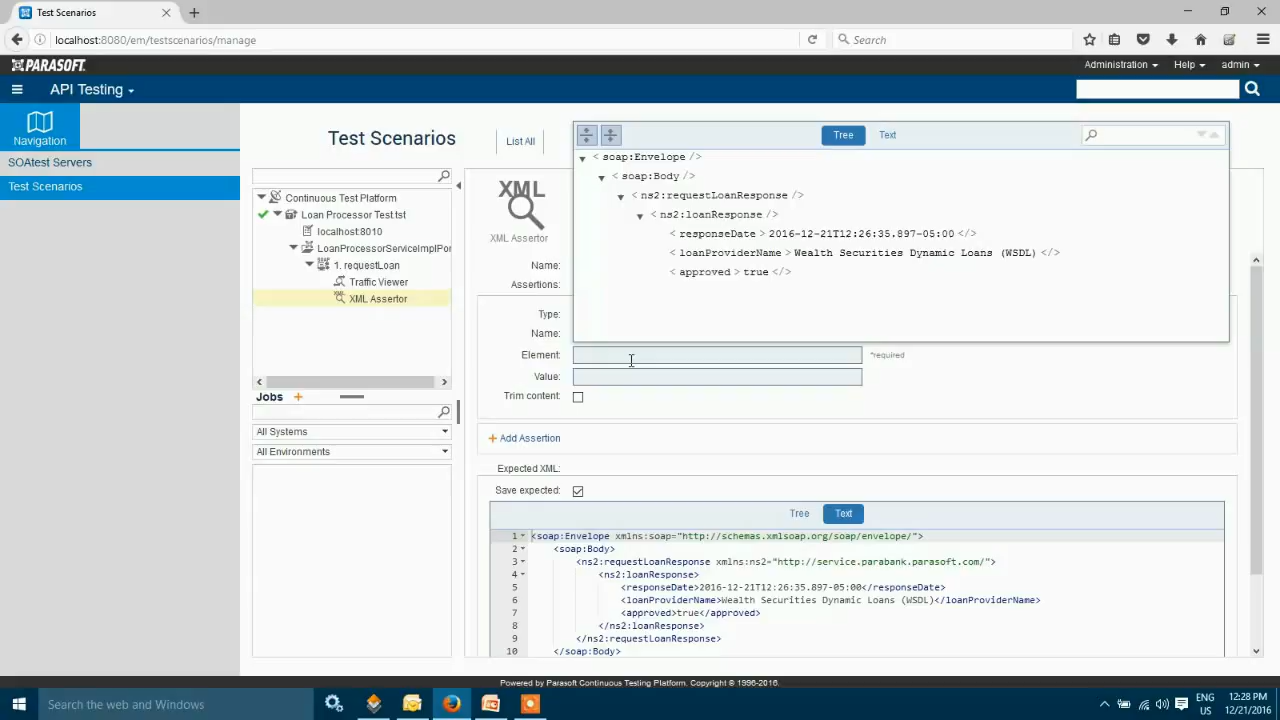 Test Scenarios
localhost:8080/em/testscenarios/manage
Search
PARASOFT.
Administration
Help
admin
API Testing
Navigation
SOAtest Servers
Test Scenarios
Test Scenarios
List All
Continuous Test Platform
Loan Processor Test.tst
localhost:8010
LoanProcessorServiceImplPor
1. requestLoan
Traffic Viewer
XML Assertor
Jobs +
All Systems
All Environments
XML
XML Assertor
Name:
Assertions:
Type:
Name:
Element:
*required
Value:
Trim content:
+ Add Assertion
Expected XML:
Save expected:
Tree Text
< soap:Envelope />
< soap:Body />
< ns2:requestLoanResponse />
< ns2:loanResponse />
< responseDate > 2016-12-21T12:26:35.897-05:00 </>
< loanProviderName > Wealth Securities Dynamic Loans (WSDL) </>
< approved > true </>
Tree Text
1 <soap:Envelope xmlns:soap="http://schemas.xmlsoap.org/soap/envelope/">
2 <soap:Body>
3 <ns2:requestLoanResponse xmlns:ns2="http://service.parabank.parasoft.com/">
4 <ns2:loanResponse>
5 <responseDate>2016-12-21T12:26:35.897-05:00</responseDate>
6 <loanProviderName>Wealth Securities Dynamic Loans (WSDL)</loanProviderName>
7 <approved>true</approved>
8 </ns2:loanResponse>
9 </ns2:requestLoanResponse>
10 </soap:Body>
Powered by Parasoft Continuous Testing Platform. Copyright © 1996-2016.
Search the web and Windows
ENG
US
12:28 PM
12/21/2016